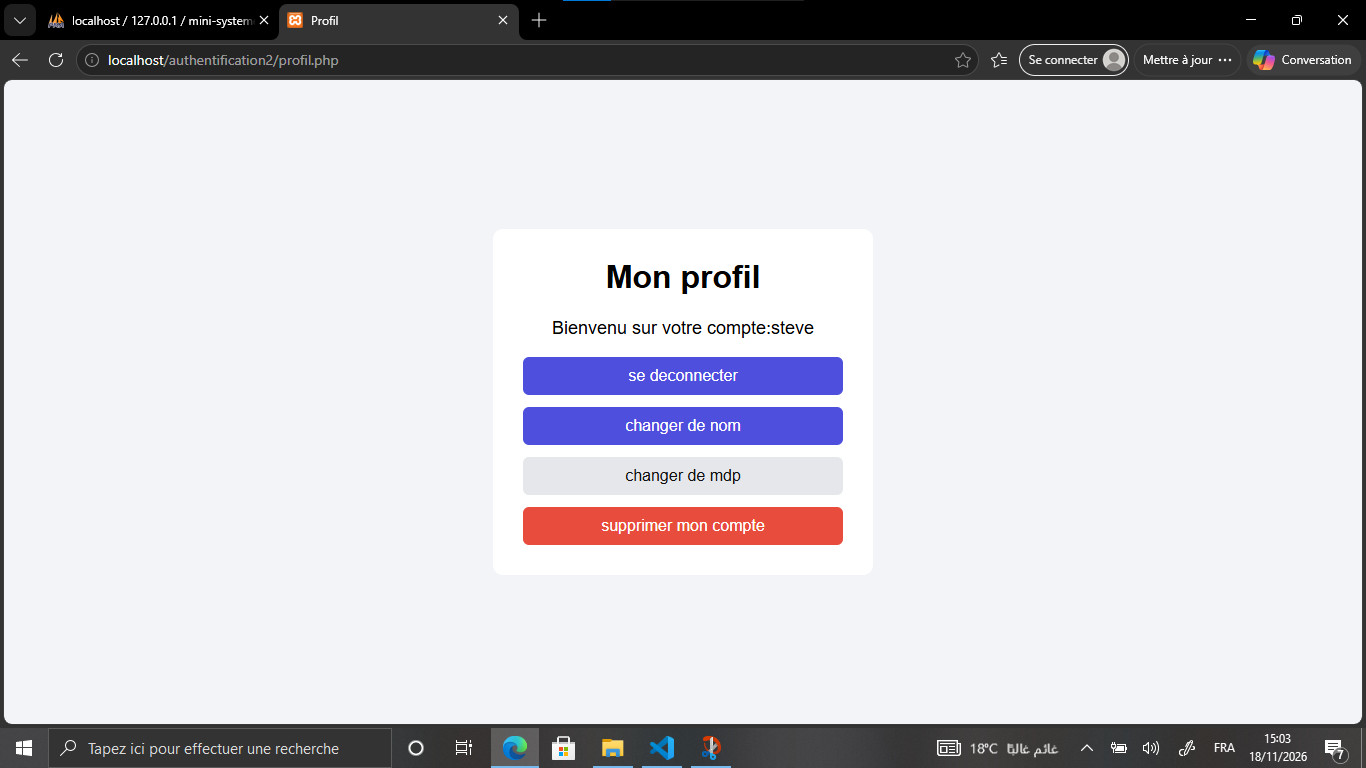 localhost / 127.0.0.1 / mini-system
Profil
localhost/authentification2/profil.php
Se connecter
Mettre à jour
Conversation
Mon profil
Bienvenu sur votre compte:steve
se deconnecter
changer de nom
changer de mdp
supprimer mon compte
Tapez ici pour effectuer une recherche
18°C غائم غالبًا
FRA
15:03
18/11/2026
7